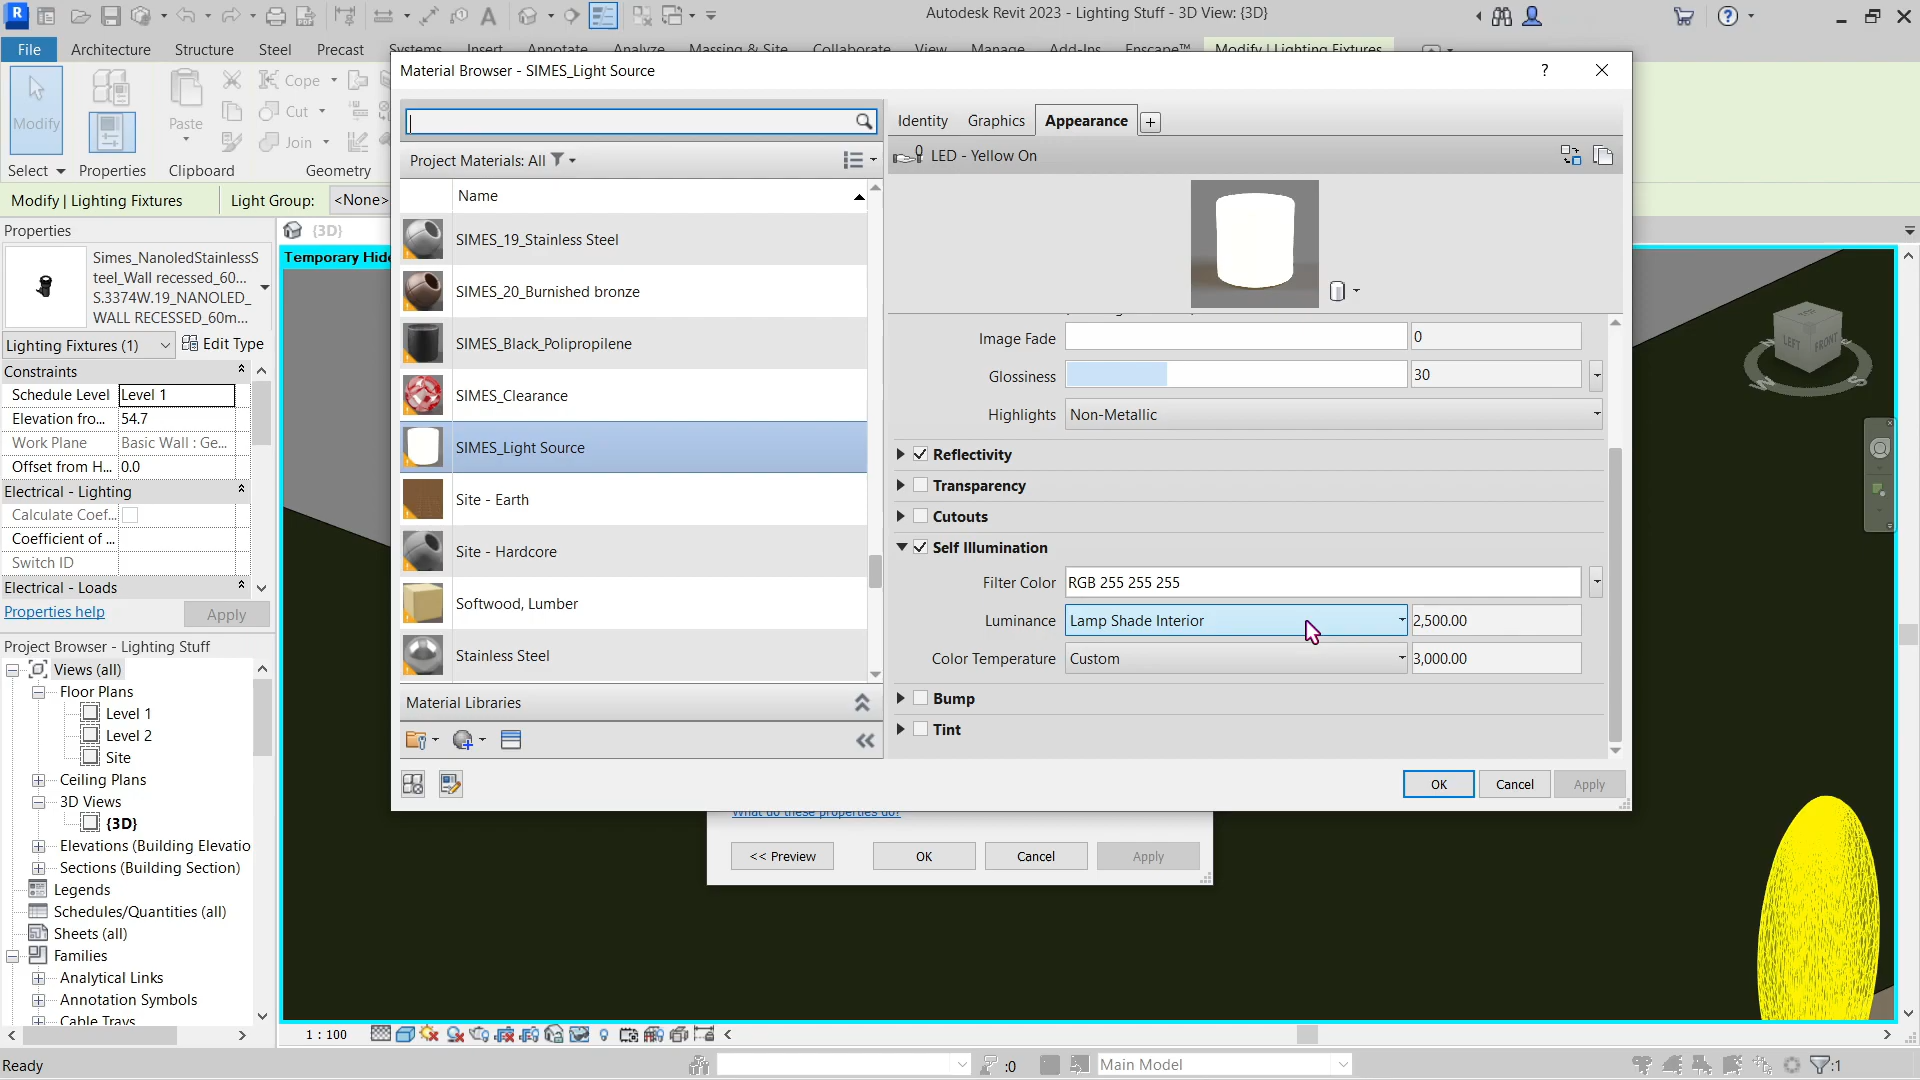 Autodesk Revit 2023 - Lighting Stuff - 3D View: {3D}
File
Architecture
Structure
Steel
Precast
Systems
Insert
Annotate
Analyze
Massing & Site
Collaborate
View
Manage
Add-Ins
Enscape™
Modify | Lighting Fixtures
Modify
Paste
Cope
Cut
Join
Select
Properties
Clipboard
Geometry
Modify | Lighting Fixtures
Light Group:
<None>
Properties
Simes_NanoledStainlessS
teel_Wall recessed_60...
S.3374W.19_NANOLED_
WALL RECESSED_60m...
Lighting Fixtures (1)
Edit Type
Constraints
Schedule Level Level 1
Elevation fro... 54.7
Work Plane Basic Wall : Ge...
Offset from H... 0.0
Electrical - Lighting
Calculate Coef...
Coefficient of ...
Switch ID
Electrical - Loads
Properties help
Apply
Project Browser - Lighting Stuff
Views (all)
Floor Plans
Level 1
Level 2
Site
Ceiling Plans
3D Views
{3D}
Elevations (Building Elevatio
Sections (Building Section)
Legends
Schedules/Quantities (all)
Sheets (all)
Families
Analytical Links
Annotation Symbols
Cable Trays
{3D}
Temporary Hide
Material Browser - SIMES_Light Source
?
Project Materials: All
Name
SIMES_19_Stainless Steel
SIMES_20_Burnished bronze
SIMES_Black_Polipropilene
SIMES_Clearance
SIMES_Light Source
Site - Earth
Site - Hardcore
Softwood, Lumber
Stainless Steel
Material Libraries
Identity
Graphics
Appearance
LED - Yellow On
Image Fade 0
Glossiness 30
Highlights Non-Metallic
Reflectivity
Transparency
Cutouts
Self Illumination
Filter Color RGB 255 255 255
Luminance Lamp Shade Interior 2,500.00
Color Temperature Custom 3,000.00
Bump
Tint
OK
Cancel
Apply
What do these properties do?
<< Preview
OK
Cancel
Apply
LEFT
FRONT
W
S
1 : 100
Ready
:0
Main Model
:1